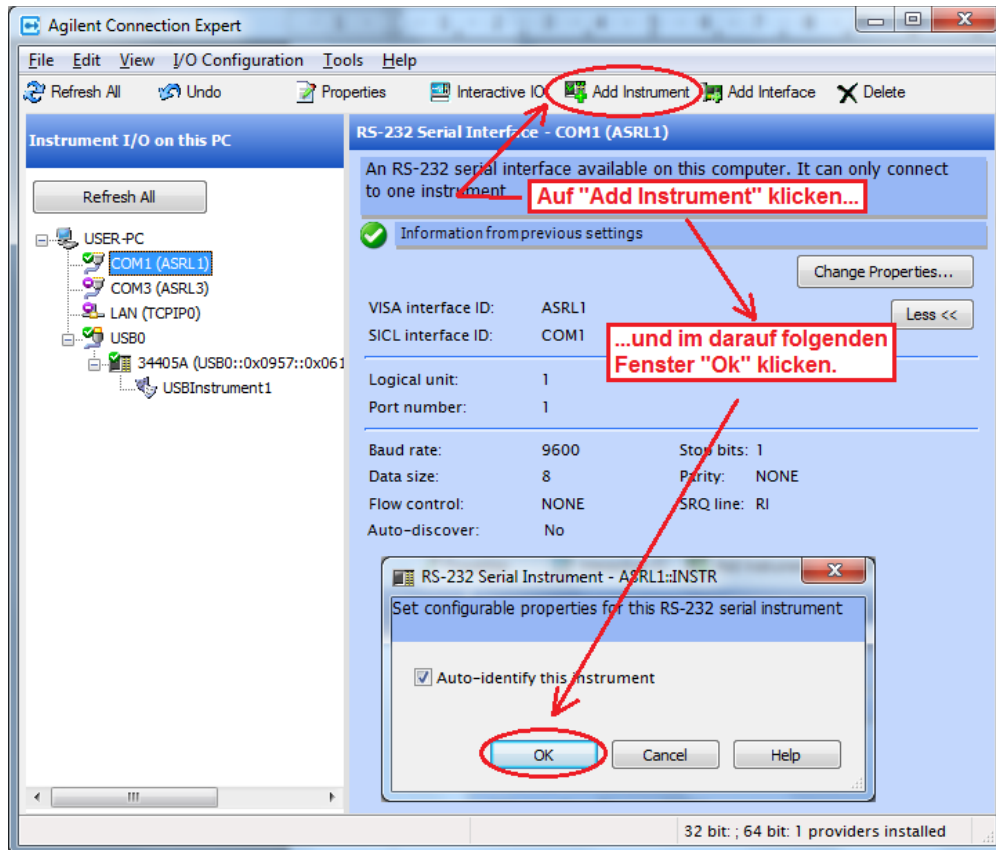 Agilent Connection Expert
File Edit View I/O Configuration Tools Help
Refresh All Undo Properties Interactive IO Add Instrument Add Interface Delete
Instrument I/O on this PC
Refresh All
USER-PC
COM1 (ASRL1)
COM3 (ASRL3)
LAN (TCPIP0)
USB0
34405A (USB0::0x0957::0x061
USBInstrument1
RS-232 Serial Interface - COM1 (ASRL1)
An RS-232 serial interface available on this computer. It can only connect
to one instrument
Auf "Add Instrument" klicken...
Information from previous settings
Change Properties...
VISA interface ID: ASRL1
Less <<
SICL interface ID: COM1
...und im darauf folgenden
Fenster "Ok" klicken.
Logical unit: 1
Port number: 1
Baud rate: 9600 Stop bits: 1
Data size: 8 Parity: NONE
Flow control: NONE SRQ line: RI
Auto-discover: No
RS-232 Serial Instrument - ASRL1::INSTR
Set configurable properties for this RS-232 serial instrument
Auto-identify this instrument
OK Cancel Help
32 bit: ; 64 bit: 1 providers installed